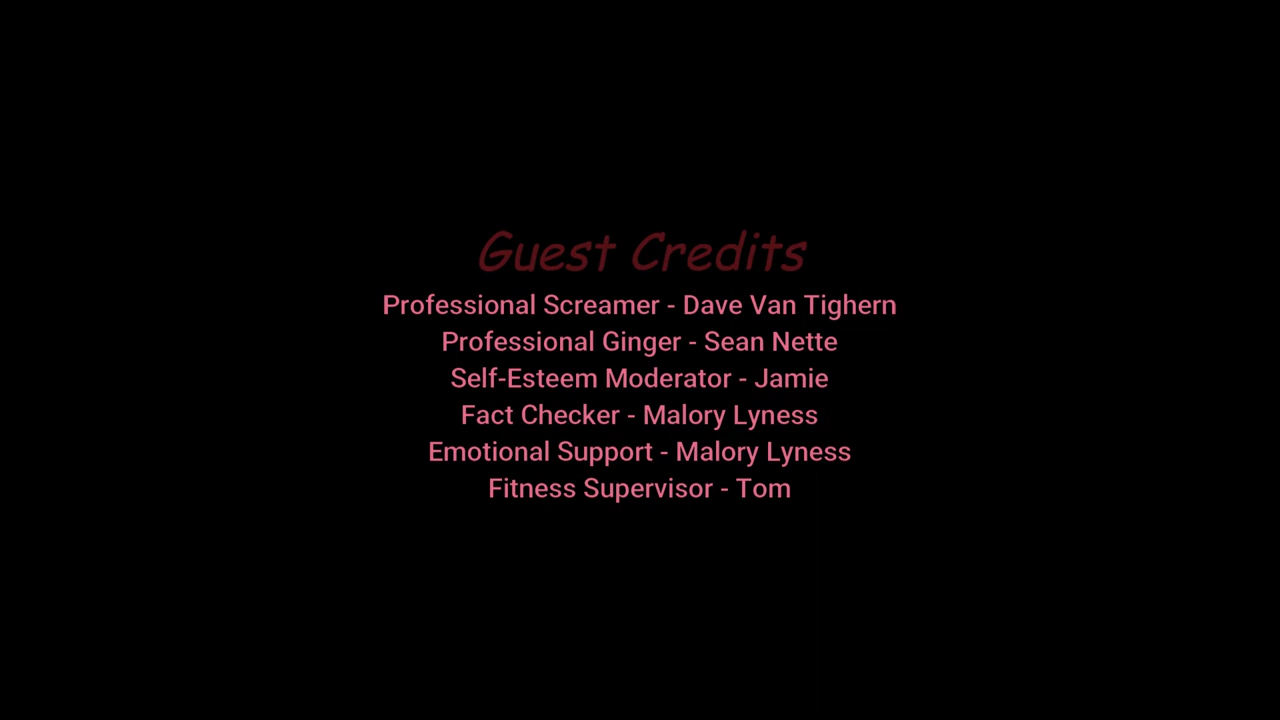 Guest Credits
Professional Screamer - Dave Van Tighern
Professional Ginger - Sean Nette
Self-Esteem Moderator - Jamie
Fact Checker - Malory Lyness
Emotional Support - Malory Lyness
Fitness Supervisor - Tom